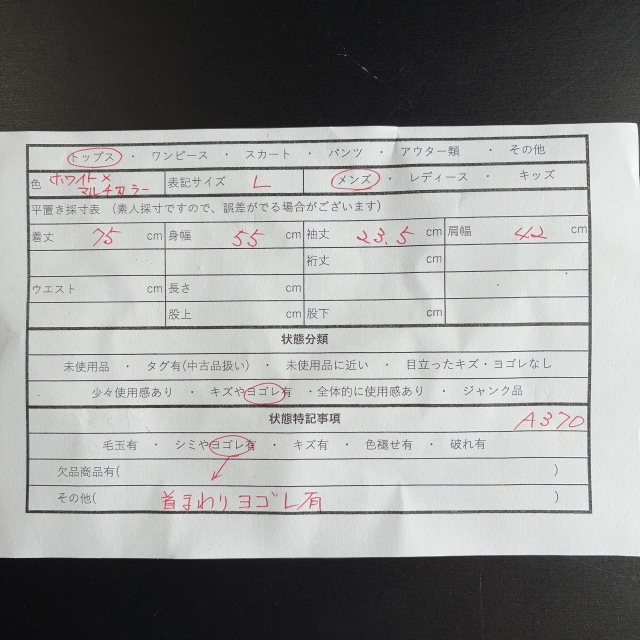 トップス ・ ワンピース ・ スカート ・ パンツ ・ アウター類 ・ その他
色 ホワイト× マルチカラー 表記サイズ L メンズ ・ レディース ・ キッズ
平置き採寸表 （素人採寸ですので、誤差がでる場合がございます）
着丈 75 cm 身幅 55 cm 袖丈 23.5 cm 肩幅 42 cm
裄丈 cm
ウエスト cm 長さ cm
股上 cm 股下 cm
状態分類
未使用品 ・ タグ有(中古品扱い) ・ 未使用品に近い ・ 目立ったキズ・ヨゴレなし
少々使用感あり ・ キズやヨゴレ有 ・全体的に使用感あり ・ ジャンク品
状態特記事項 A370
毛玉有 ・ シミやヨゴレ有 ・ キズ有 ・ 色褪せ有 ・ 破れ有
欠品商品有( )
その他( 首まわりヨゴレ有 )